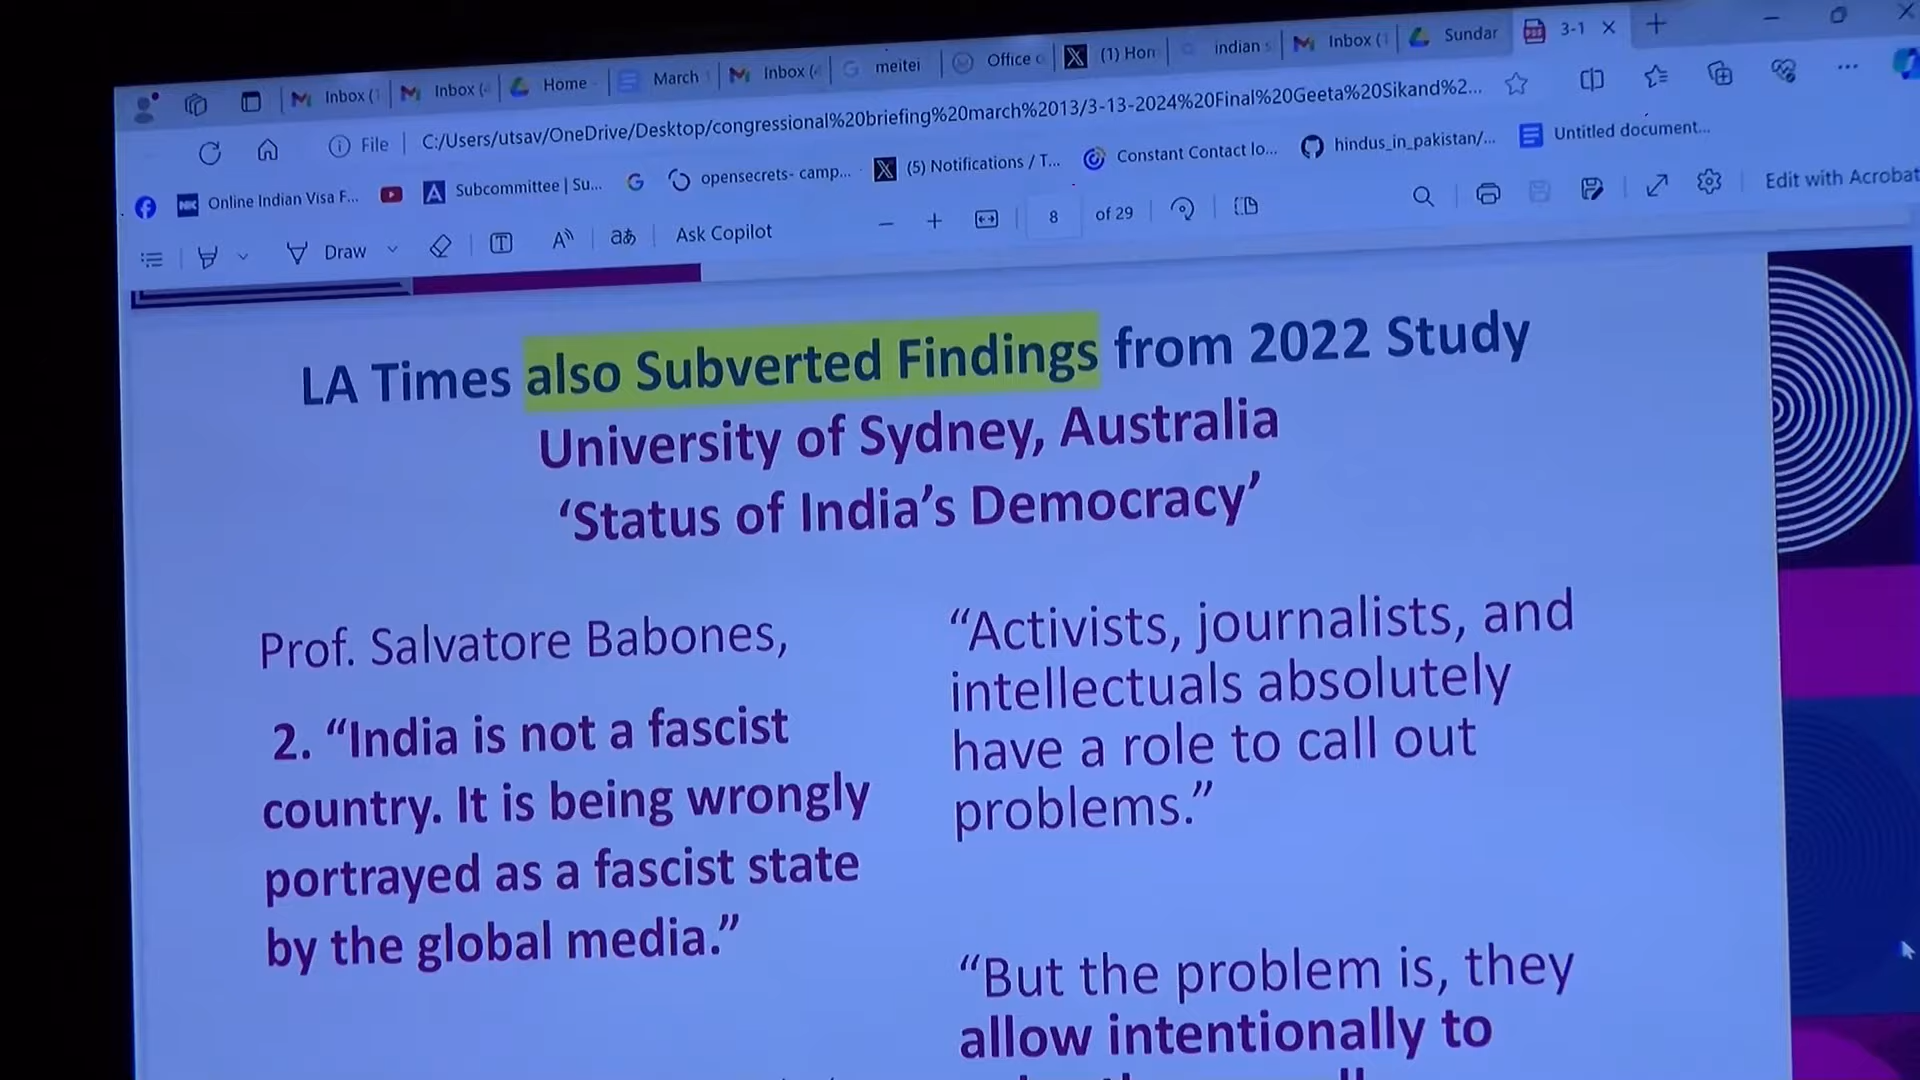 Inbox (1
Inbox (
Home
March
Inbox (
meitei
Office
(1) Hon
indian
Inbox (
Sundar
3-1
File
C:/Users/utsav/OneDrive/Desktop/congressional%20briefing%20march%2013/3-13-2024%20Final%20Geeta%20Sikand%2...
Online Indian Visa F...
Subcommittee | Su...
opensecrets- camp...
(5) Notifications / T...
Constant Contact lo...
hindus_in_pakistan/...
Untitled document...
Draw
Ask Copilot
8 of 29
Edit with Acrobat
LA Times also Subverted Findings from 2022 Study
University of Sydney, Australia
‘Status of India’s Democracy’
Prof. Salvatore Babones,
2. “India is not a fascist
country. It is being wrongly
portrayed as a fascist state
by the global media.”
“Activists, journalists, and
intellectuals absolutely
have a role to call out
problems.”
“But the problem is, they
allow intentionally to